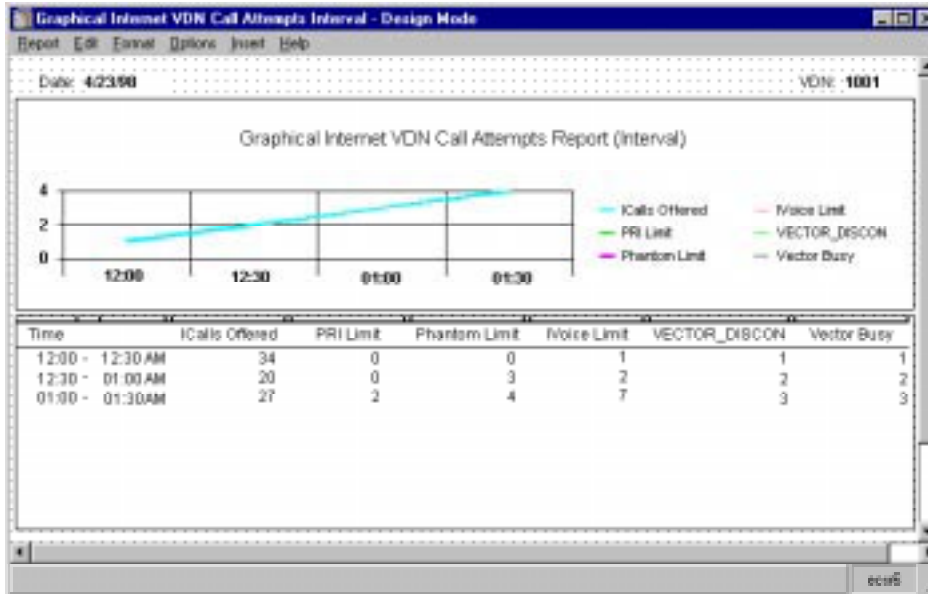 Graphical Internet VDN Call Attempts Interval - Design Mode
Report Edit Format Options Insert Help
Date: 4/23/98 VDN: 1001
Graphical Internet VDN Call Attempts Report (Interval)
4
2
0
12:00 12:30 01:00 01:30
ICalls Offered IVoice Limit
PRI Limit VECTOR_DISCON
Phantom Limit Vector Busy
Time ICalls Offered PRI Limit Phantom Limit IVoice Limit VECTOR_DISCON Vector Busy
12:00 - 12:30 AM 34 0 0 1 1 1
12:30 - 01:00 AM 20 0 3 2 2 2
01:00 - 01:30AM 27 2 4 7 3 3